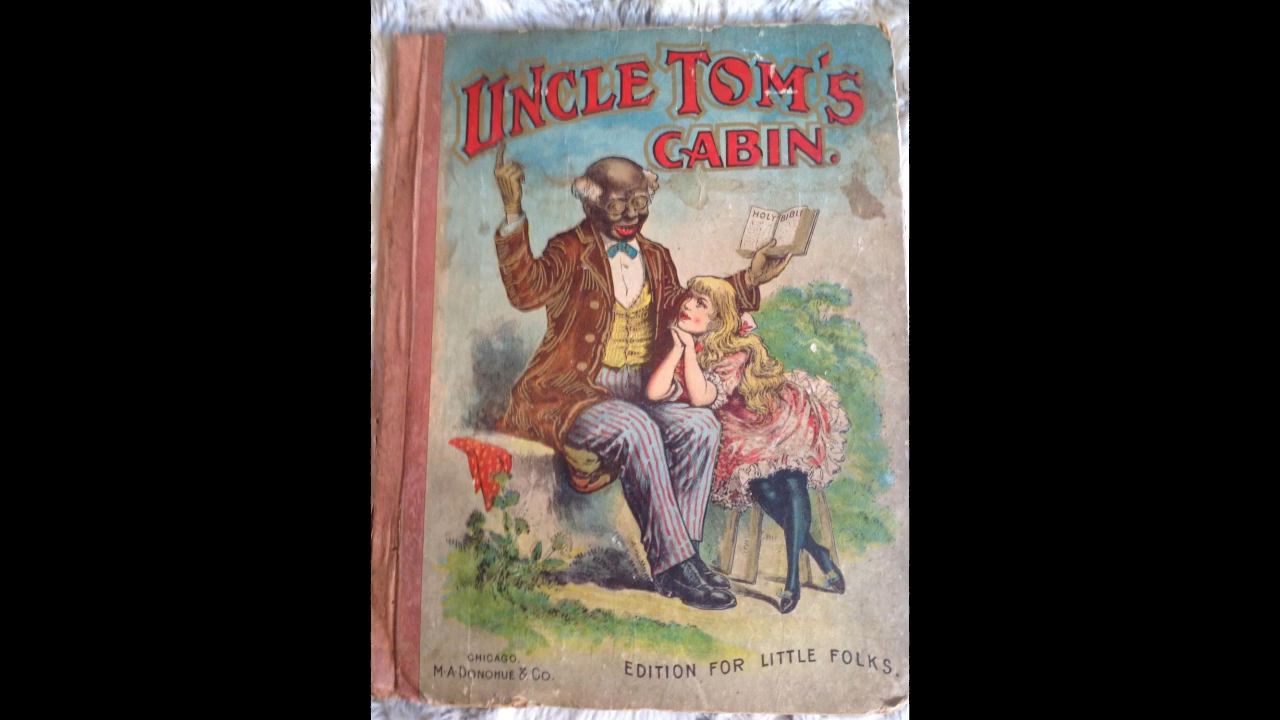 UNCLE TOM'S
CABIN.
HOLY BIBLE
CHICAGO.
M.A. DONOHUE & CO.
EDITION FOR LITTLE FOLKS.